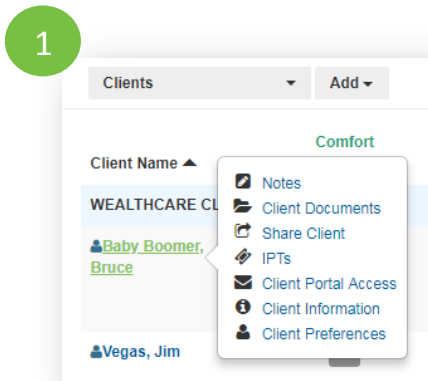 1
Clients Add
Comfort
Client Name
WEALTHCARE CL
Baby Boomer,
Bruce
Notes
Client Documents
Share Client
IPTs
Client Portal Access
Client Information
Client Preferences
Vegas, Jim